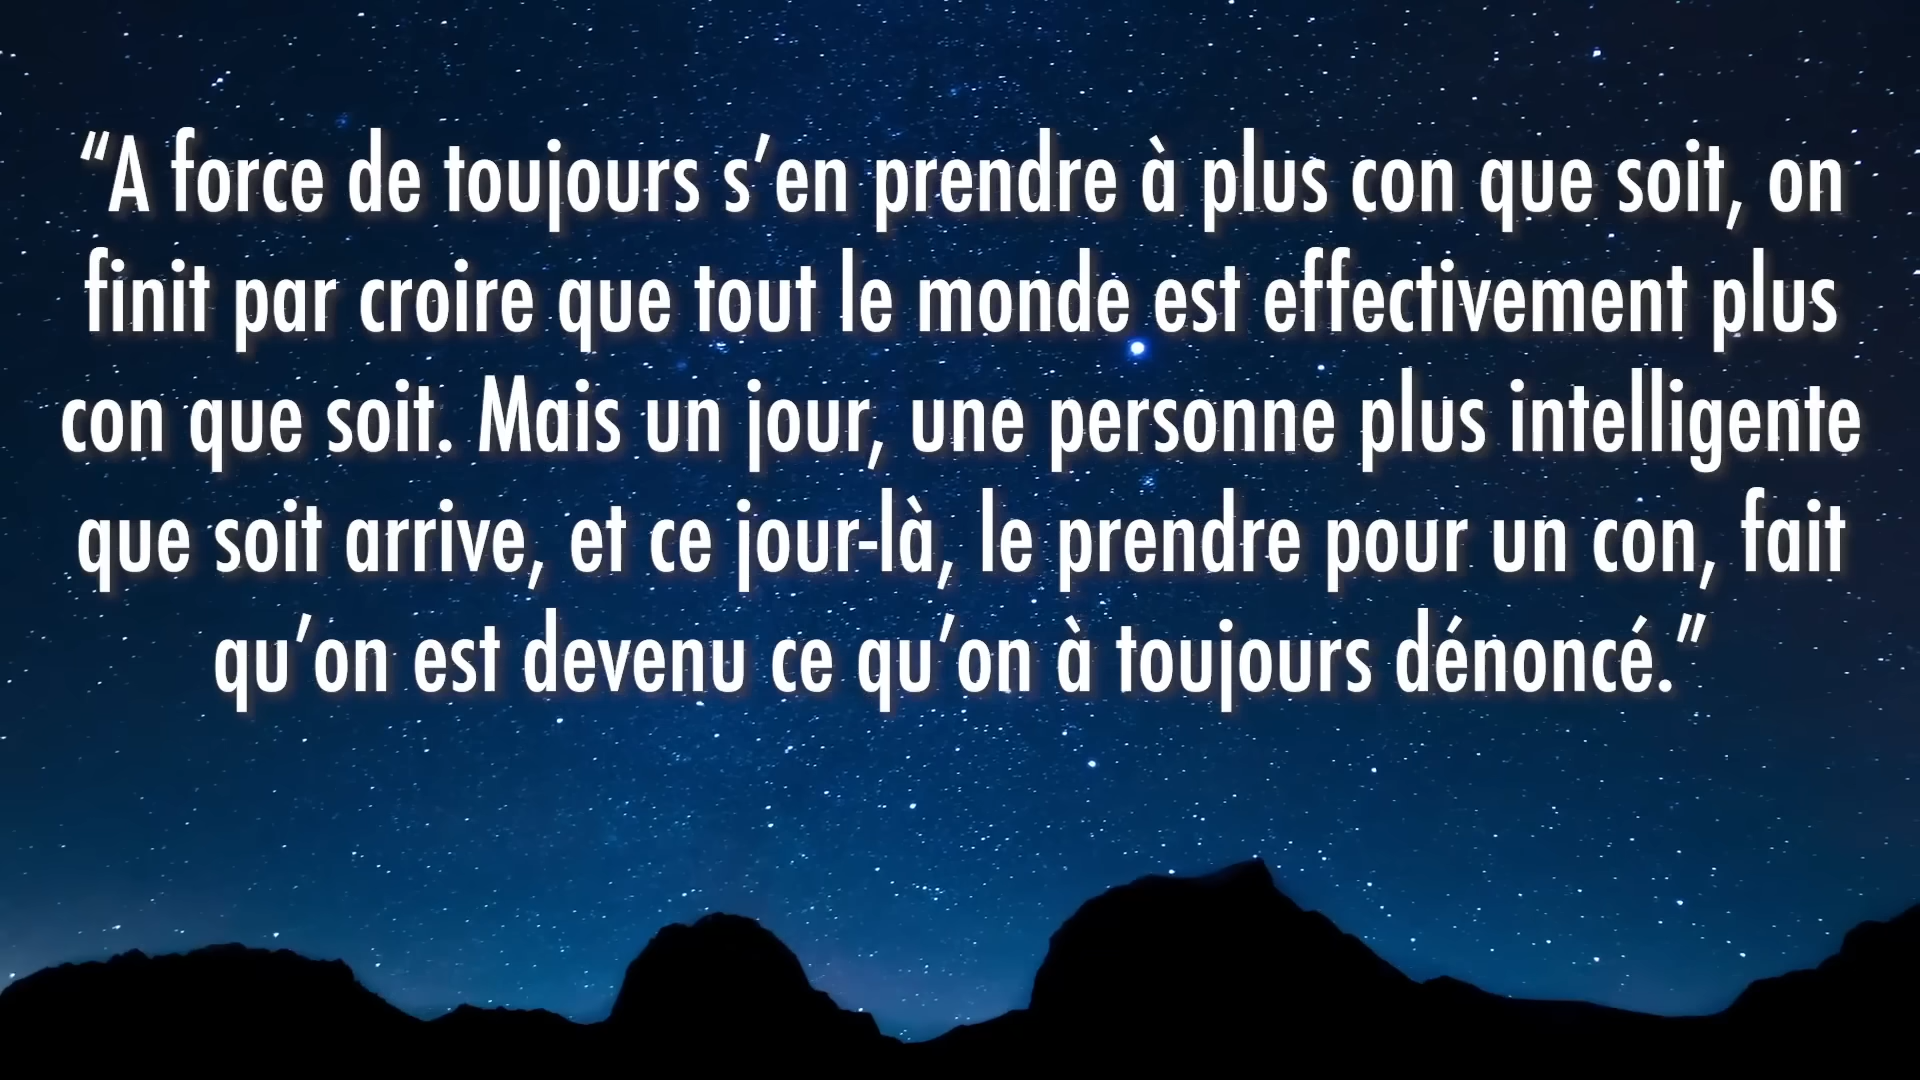 “A force de toujours s’en prendre à plus con que soit, on
finit par croire que tout le monde est effectivement plus
con que soit. Mais un jour, une personne plus intelligente
que soit arrive, et ce jour-là, le prendre pour un con, fait
qu’on est devenu ce qu’on à toujours dénoncé.”